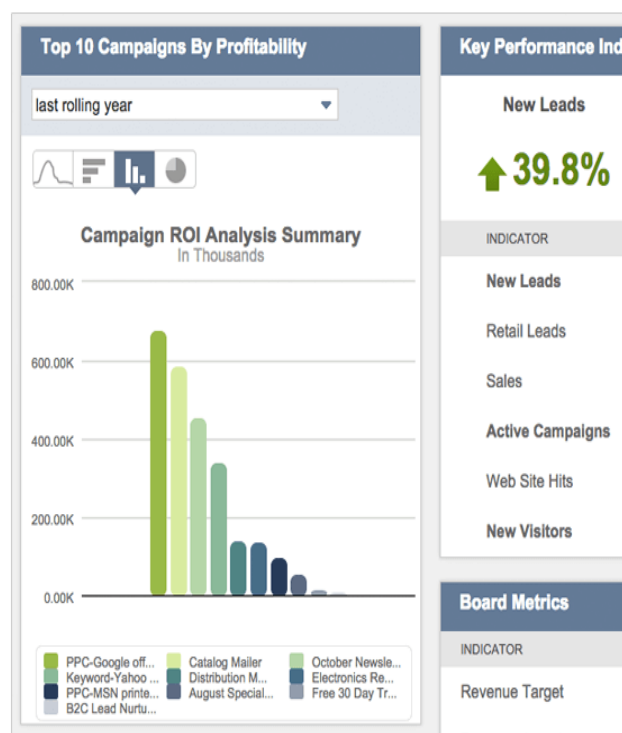 Top 10 Campaigns By Profitability
last rolling year
Campaign ROI Analysis Summary
In Thousands
800.00K
600.00K
400.00K
200.00K
0.00K
PPC-Google off...
Catalog Mailer
October Newsle...
Keyword-Yahoo ...
Distribution M...
Electronics Re...
PPC-MSN printe...
August Special...
Free 30 Day Tr...
B2C Lead Nurtu...
Key Performance Ind
New Leads
39.8%
INDICATOR
New Leads
Retail Leads
Sales
Active Campaigns
Web Site Hits
New Visitors
Board Metrics
INDICATOR
Revenue Target